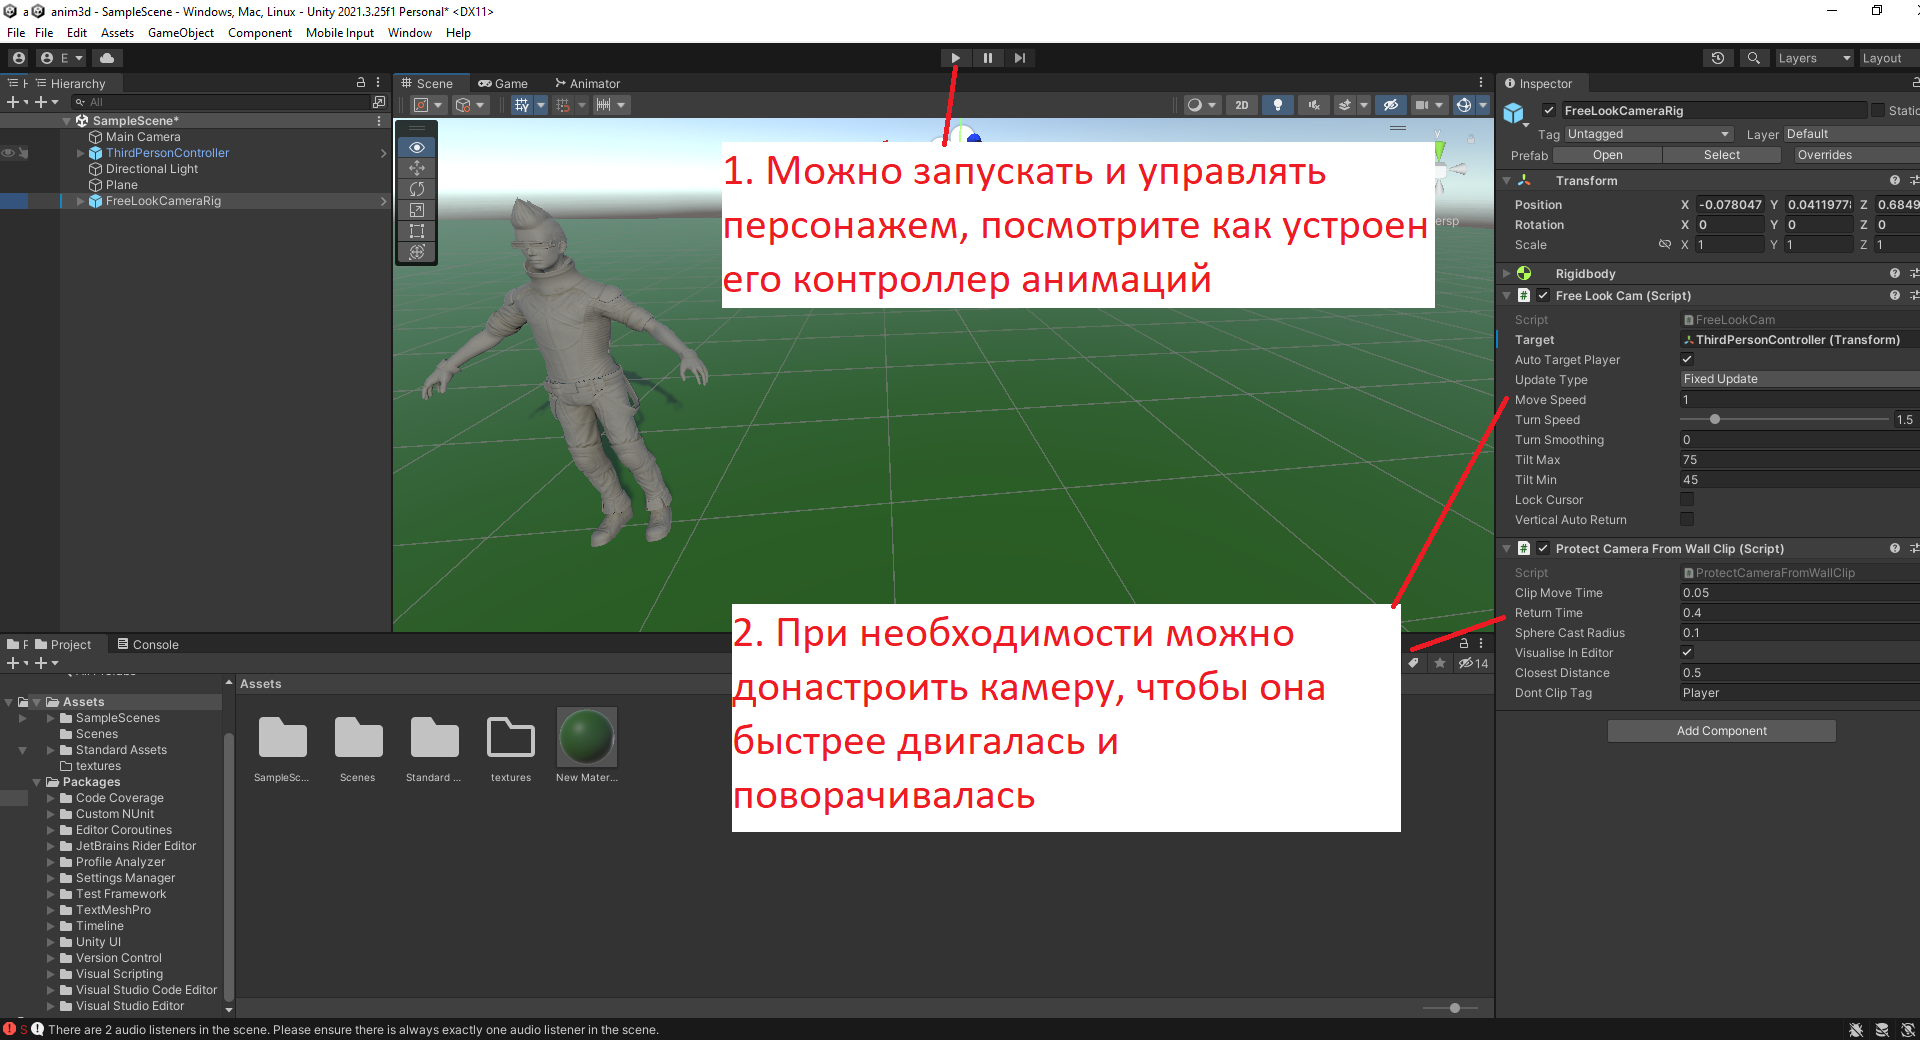 a anim3d - SampleScene - Windows, Mac, Linux - Unity 2021.3.25f1 Personal* <DX11>
File File Edit Assets GameObject Component Mobile Input Window Help
E
Layers Layout
Hierarchy
All
SampleScene*
Main Camera
ThirdPersonController
Directional Light
Plane
FreeLookCameraRig
Scene Game Animator
2D
y
1. Можно запускать и управлять
персонажем, посмотрите как устроен
его контроллер анимаций
2. При необходимости можно
донастроить камеру, чтобы она
быстрее двигалась и
поворачивалась
Inspector
FreeLookCameraRig Static
Tag Untagged Layer Default
Prefab Open Select Overrides
Transform
Position X -0.078047 Y 0.0411977 Z 0.6849
Rotation X 0 Y 0 Z 0
Scale X 1 Y 1 Z 1
Rigidbody
# Free Look Cam (Script)
Script FreeLookCam
Target ThirdPersonController (Transform)
Auto Target Player
Update Type Fixed Update
Move Speed 1
Turn Speed 1.5
Turn Smoothing 0
Tilt Max 75
Tilt Min 45
Lock Cursor
Vertical Auto Return
# Protect Camera From Wall Clip (Script)
Script ProtectCameraFromWallClip
Clip Move Time 0.05
Return Time 0.4
Sphere Cast Radius 0.1
Visualise In Editor
Closest Distance 0.5
Dont Clip Tag Player
Add Component
Project Console
14
Assets
SampleScenes
Scenes
Standard Assets
textures
Packages
Code Coverage
Custom NUnit
Editor Coroutines
JetBrains Rider Editor
Profile Analyzer
Settings Manager
Test Framework
TextMeshPro
Timeline
Unity UI
Version Control
Visual Scripting
Visual Studio Code Editor
Visual Studio Editor
Assets
SampleSc... Scenes Standard ... textures New Mater...
There are 2 audio listeners in the scene. Please ensure there is always exactly one audio listener in the scene.